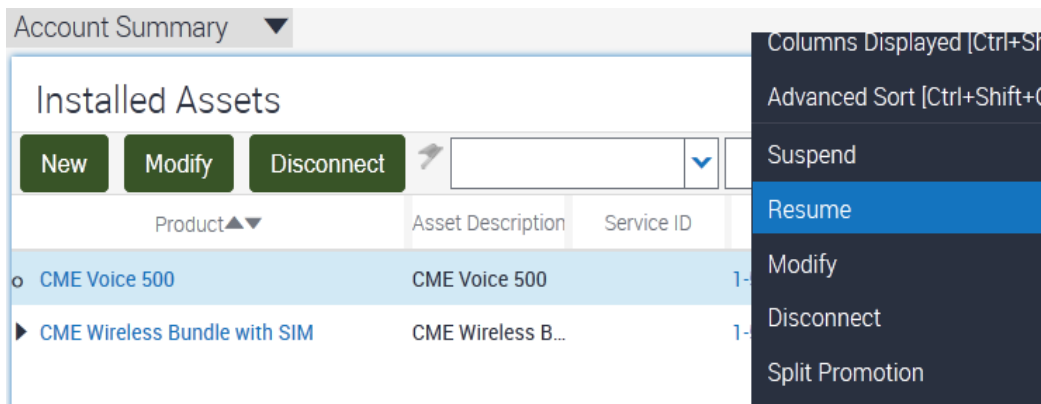 Account Summary
Installed Assets
New Modify Disconnect
Product Asset Description Service ID
CME Voice 500 CME Voice 500
CME Wireless Bundle with SIM CME Wireless B...
Columns Displayed [Ctrl+Sh
Advanced Sort [Ctrl+Shift+
Suspend
Resume
Modify
Disconnect
Split Promotion